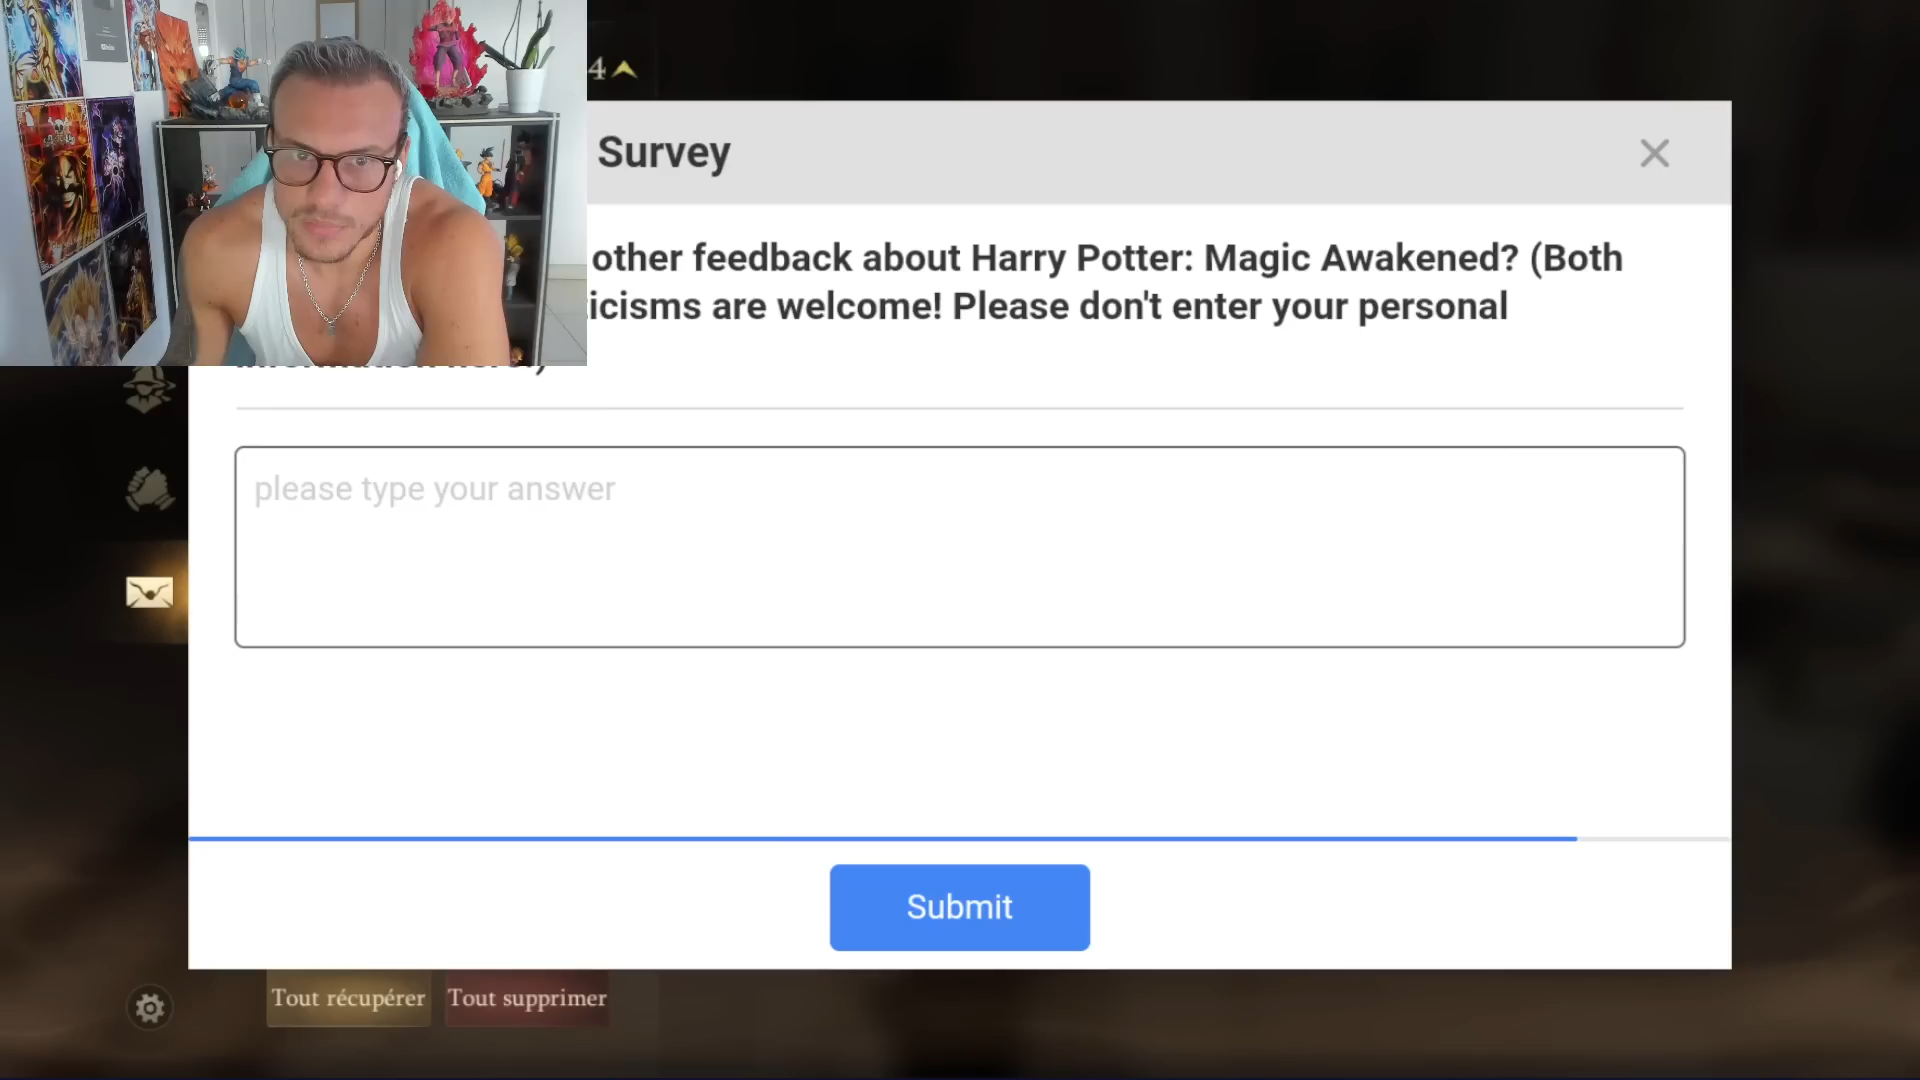 4
Survey
other feedback about Harry Potter: Magic Awakened? (Both
icisms are welcome! Please don't enter your personal
please type your answer
Submit
Tout récupérer
Tout supprimer